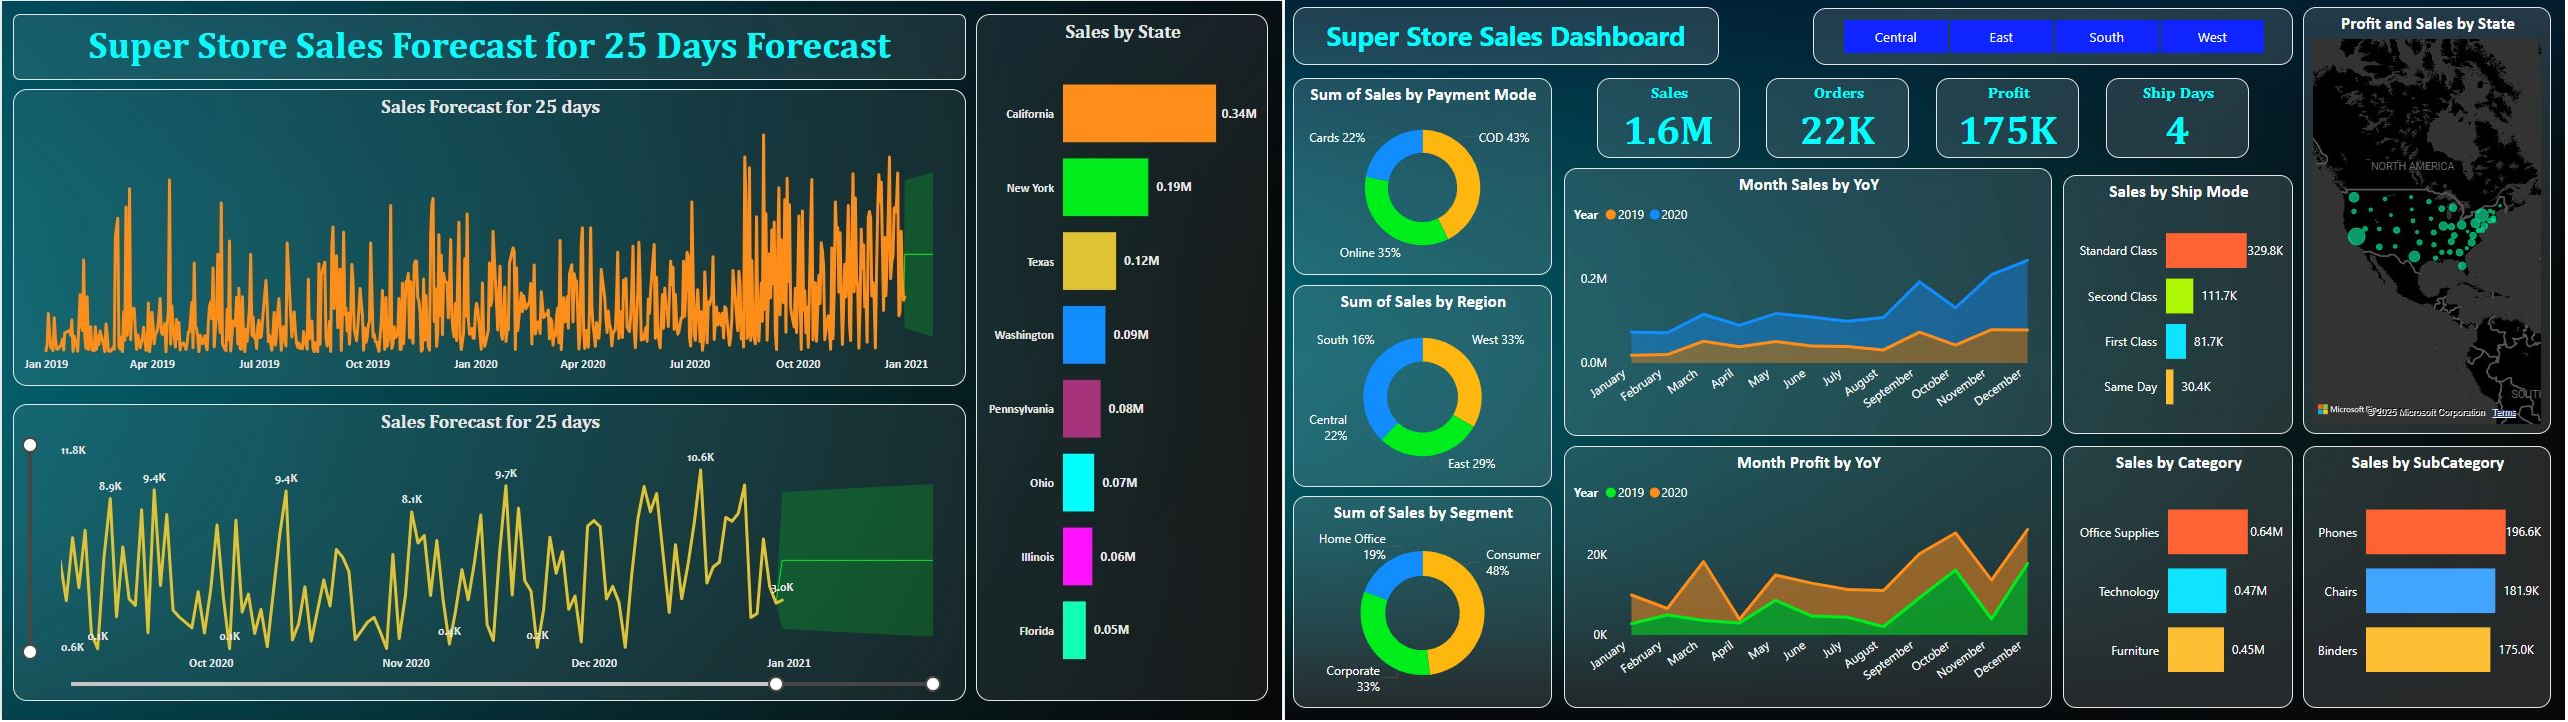 Super Store Sales Forecast for 25 Days Forecast
Sales Forecast for 25 days
Jan 2019
Apr 2019
Jul 2019
Oct 2019
Jan 2020
Apr 2020
Jul 2020
Oct 2020
Jan 2021
Sales Forecast for 25 days
11.8K
0.6K
8.9K
9.4K
9.4K
8.1K
9.7K
10.6K
3.0K
0.1K
0.1K
0.4K
0.2K
Oct 2020
Nov 2020
Dec 2020
Jan 2021
Sales by State
California 0.34M
New York 0.19M
Texas 0.12M
Washington 0.09M
Pennsylvania 0.08M
Ohio 0.07M
Illinois 0.06M
Florida 0.05M
Super Store Sales Dashboard
Central
East
South
West
Sum of Sales by Payment Mode
Cards 22%
COD 43%
Online 35%
Sum of Sales by Region
South 16%
West 33%
Central
22%
East 29%
Sum of Sales by Segment
Home Office
19%
Consumer
48%
Corporate
33%
Sales
1.6M
Orders
22K
Profit
175K
Ship Days
4
Month Sales by YoY
Year 2019 2020
0.2M
0.0M
January
February
March
April
May
June
July
August
September
October
November
December
Month Profit by YoY
Year 2019 2020
20K
0K
January
February
March
April
May
June
July
August
September
October
November
December
Sales by Ship Mode
Standard Class 329.8K
Second Class 111.7K
First Class 81.7K
Same Day 30.4K
Sales by Category
Office Supplies 0.64M
Technology 0.47M
Furniture 0.45M
Profit and Sales by State
NORTH AMERICA
SOUTH
Microsoft
© 2025 Microsoft Corporation Terms
Sales by SubCategory
Phones 196.6K
Chairs 181.9K
Binders 175.0K